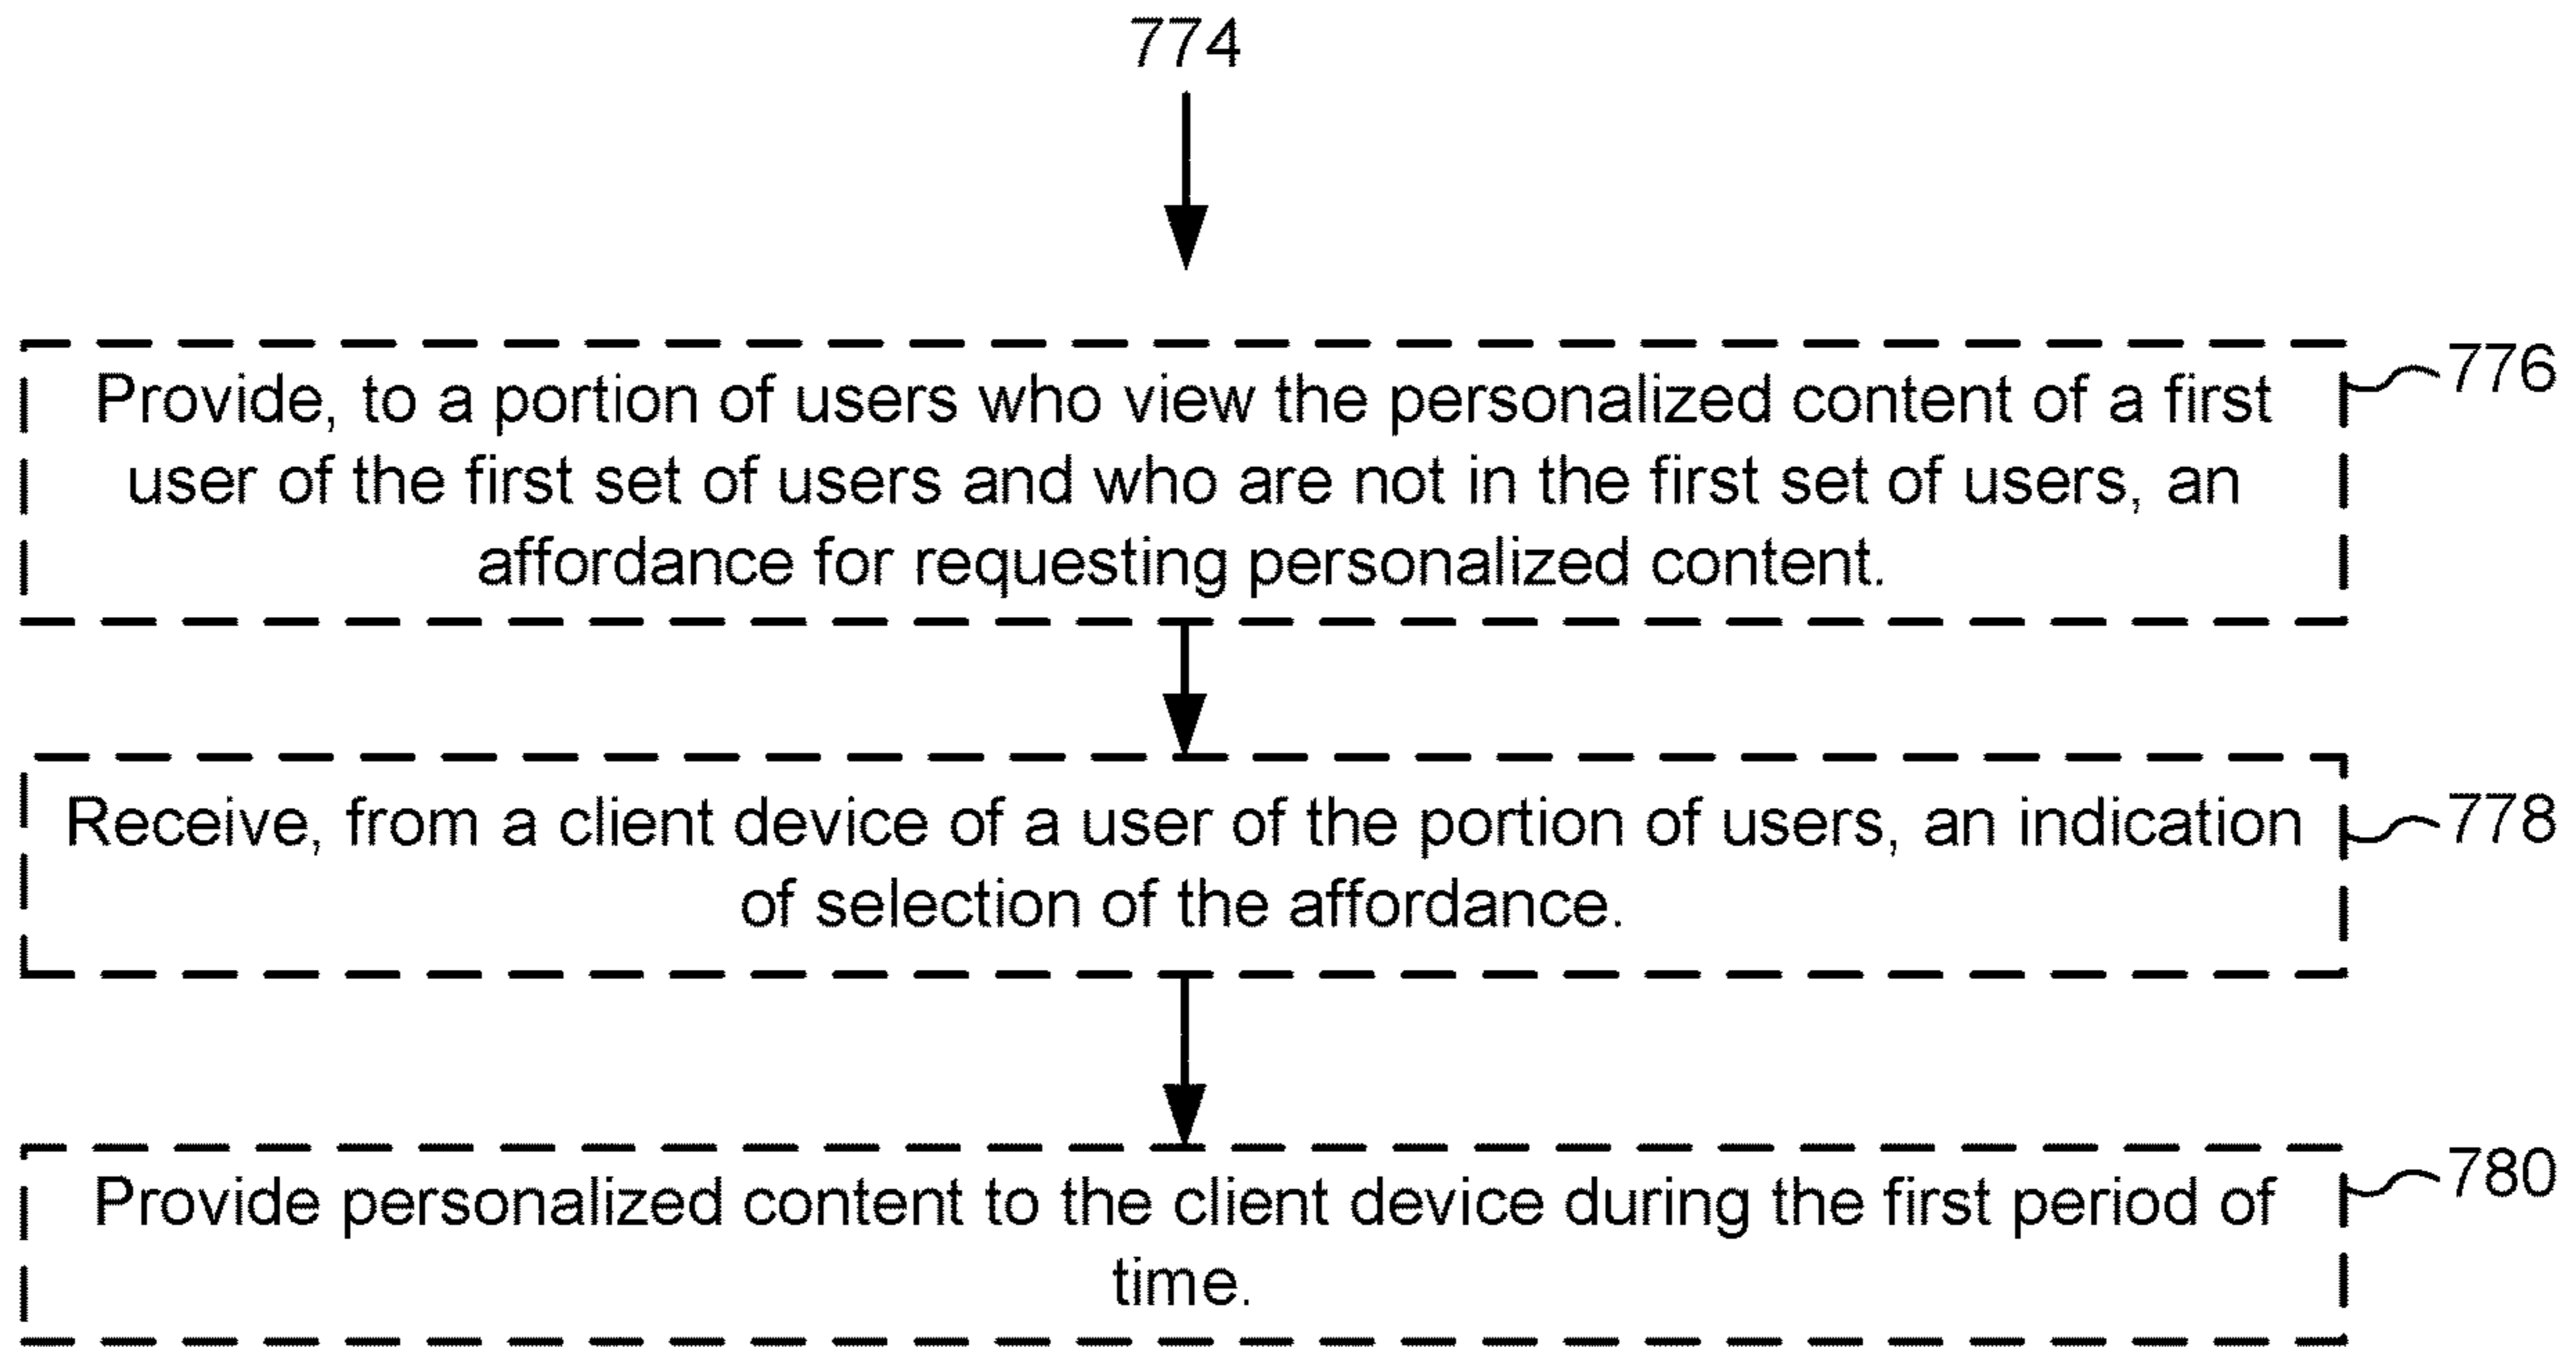 774
Provide, to a portion of users who view the personalized content of a first
776
user of the first set of users and who are not in the first set of users, an
affordance for requesting personalized content.
Receive, from a client device of a user of the portion of users, an indication
778
of selection of the affordance.
Provide personalized content to the client device during the first period of
780
time.